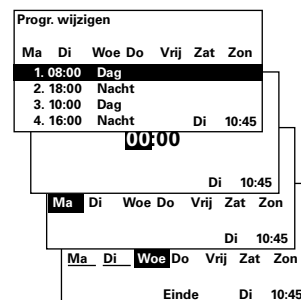 Progr. wijzigen
Ma Di Woe Do Vrij Zat Zon
1. 08:00 Dag
2. 18:00 Nacht
3. 10:00 Dag
4. 16:00 Nacht Di 10:45
00:00
Di 10:45
Ma Di Woe Do Vrij Zat Zon
Di 10:45
Ma Di Woe Do Vrij Zat Zon
Einde Di 10:45